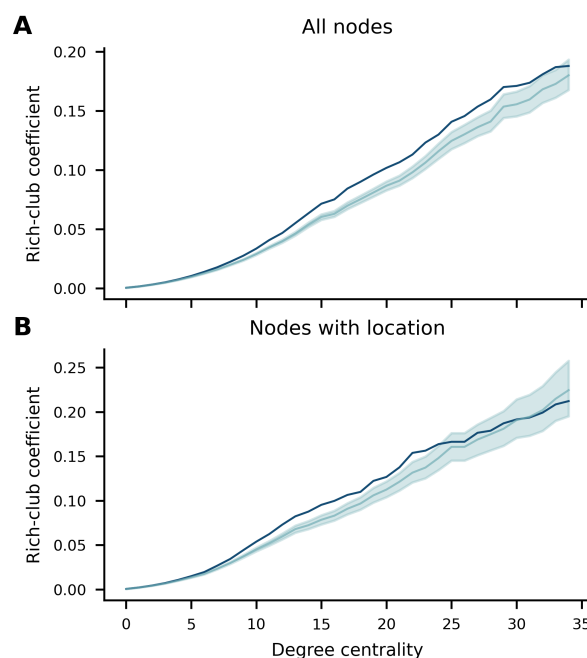 A
All nodes
0.20
0.15
0.10
0.05
0.00
Rich-club coefficient
B
Nodes with location
0.25
0.20
0.15
0.10
0.05
0.00
Rich-club coefficient
0 5 10 15 20 25 30 35
Degree centrality